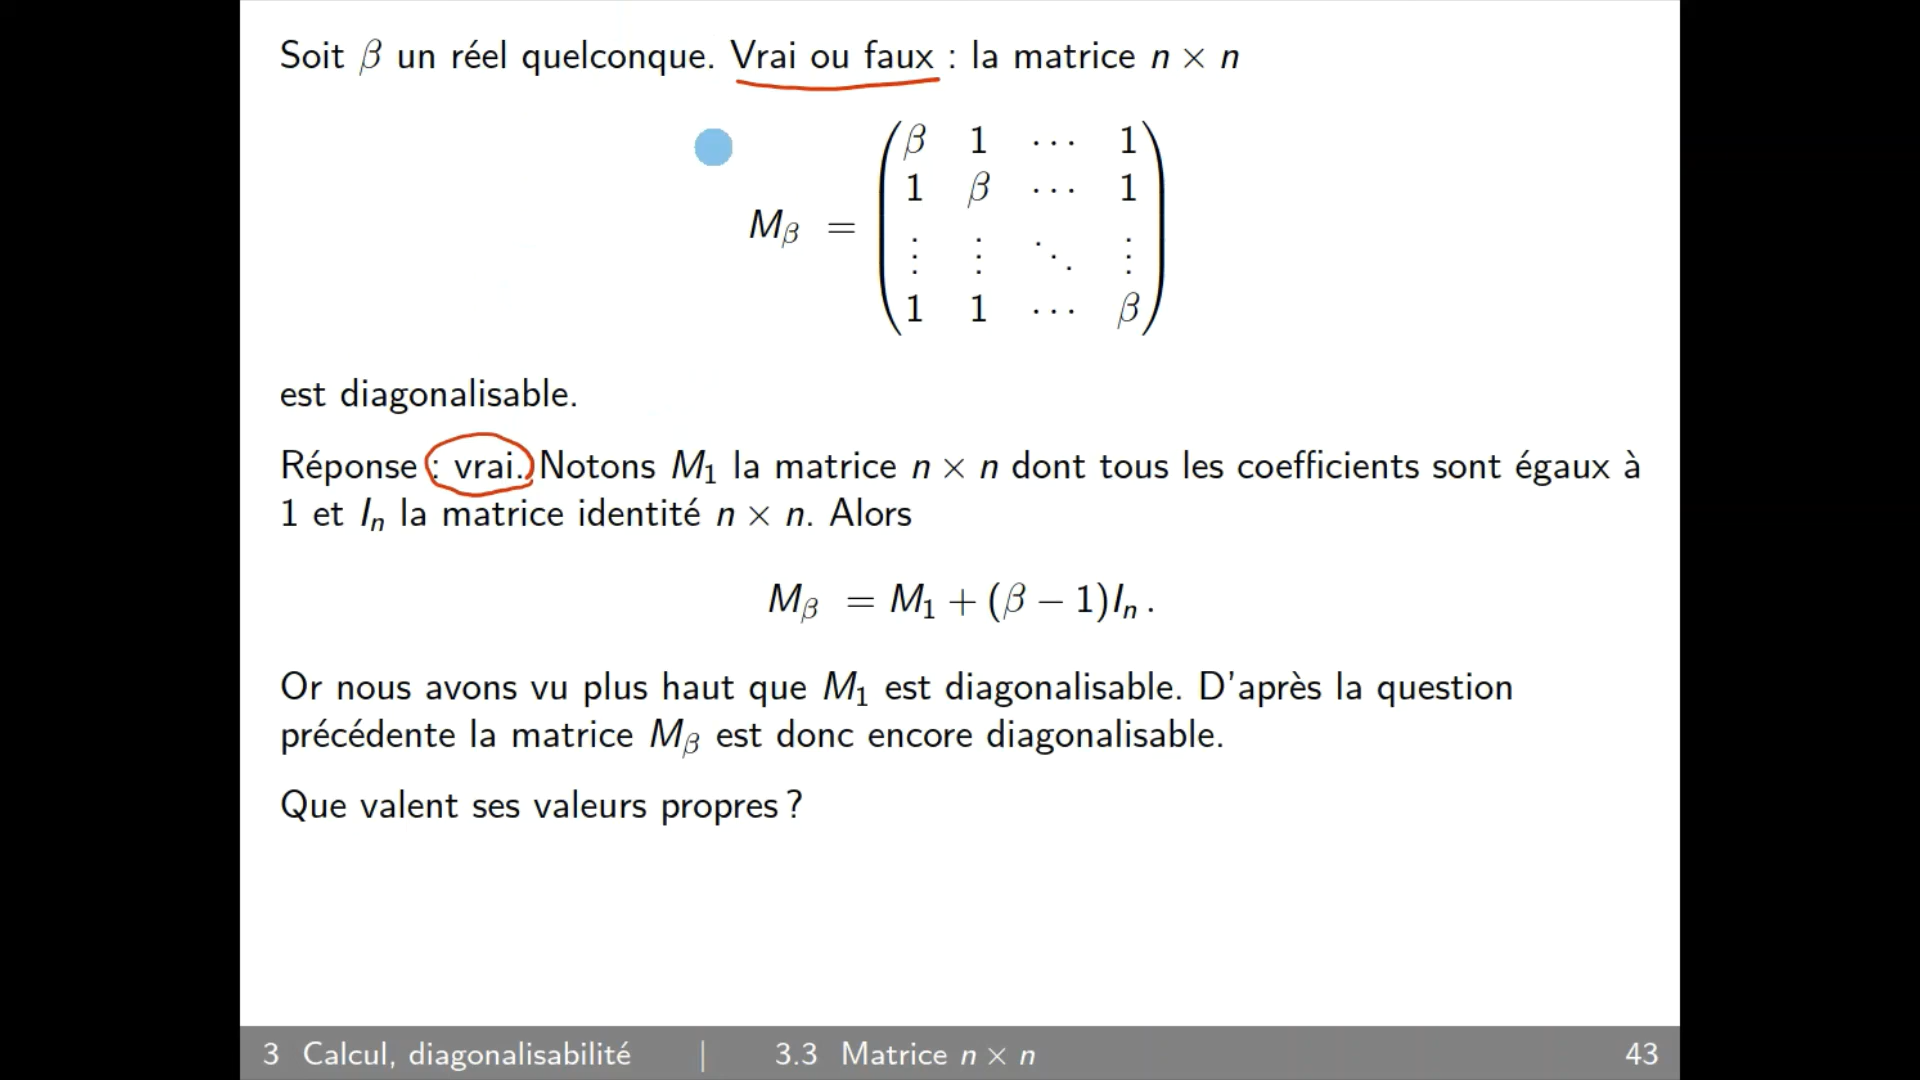 Soit β un réel quelconque. Vrai ou faux : la matrice n × n
β 1 ⋯ 1
1 β ⋯ 1
M_β =
⋮ ⋮ ⋱ ⋮
1 1 ⋯ β
est diagonalisable.
Réponse : vrai. Notons M₁ la matrice n × n dont tous les coefficients sont égaux à
1 et Iₙ la matrice identité n × n. Alors
M_β = M₁ + (β − 1)Iₙ .
Or nous avons vu plus haut que M₁ est diagonalisable. D'après la question
précédente la matrice M_β est donc encore diagonalisable.
Que valent ses valeurs propres ?
3 Calcul, diagonalisabilité | 3.3 Matrice n × n 43